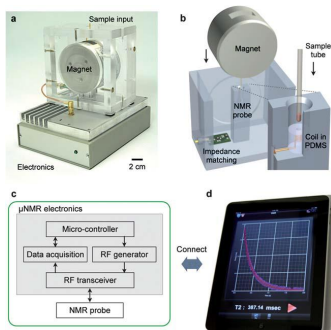 a
Sample input
Magnet
Electronics
2 cm
b
Magnet
Sample
tube
NMR
probe
Coil in
PDMS
Impedance
matching
c
µNMR electronics
Micro-controller
Data acquisition
RF generator
RF transceiver
NMR probe
Connect
d
T2 : 387.14 msec